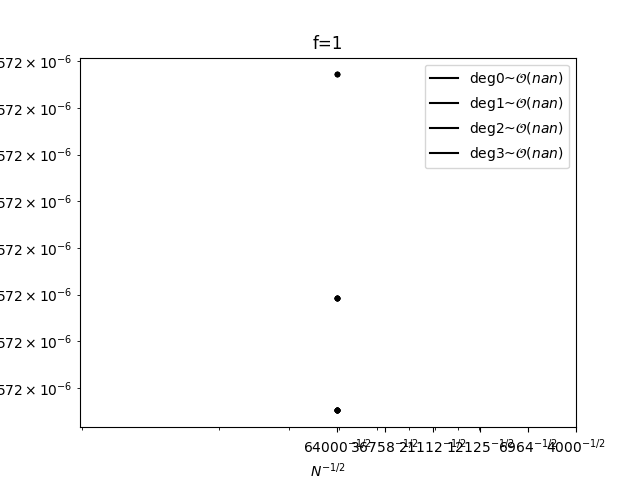 f=1
572 × 10⁻⁶
572 × 10⁻⁶
572 × 10⁻⁶
572 × 10⁻⁶
572 × 10⁻⁶
572 × 10⁻⁶
572 × 10⁻⁶
572 × 10⁻⁶
deg0~𝒪(nan)
deg1~𝒪(nan)
deg2~𝒪(nan)
deg3~𝒪(nan)
64000⁻¹/² 36758⁻¹/² 21112⁻¹/² 12125⁻¹/² 6964⁻¹/² 4000⁻¹/²
N⁻¹/²